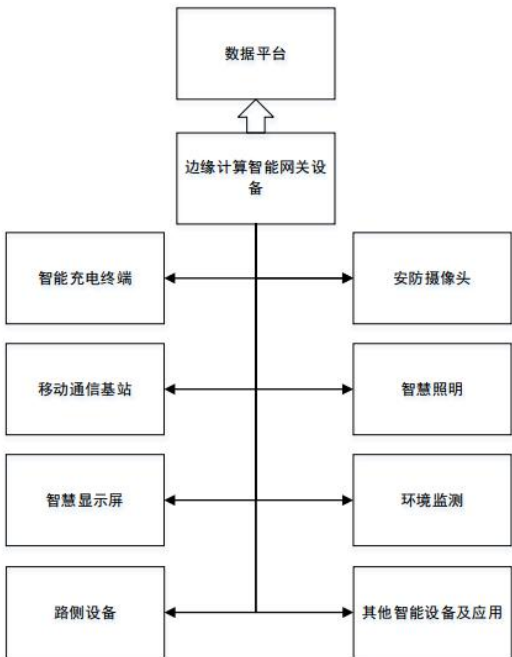 数据平台
边缘计算智能网关设
备
智能充电终端
安防摄像头
移动通信基站
智慧照明
智慧显示屏
环境监测
路侧设备
其他智能设备及应用